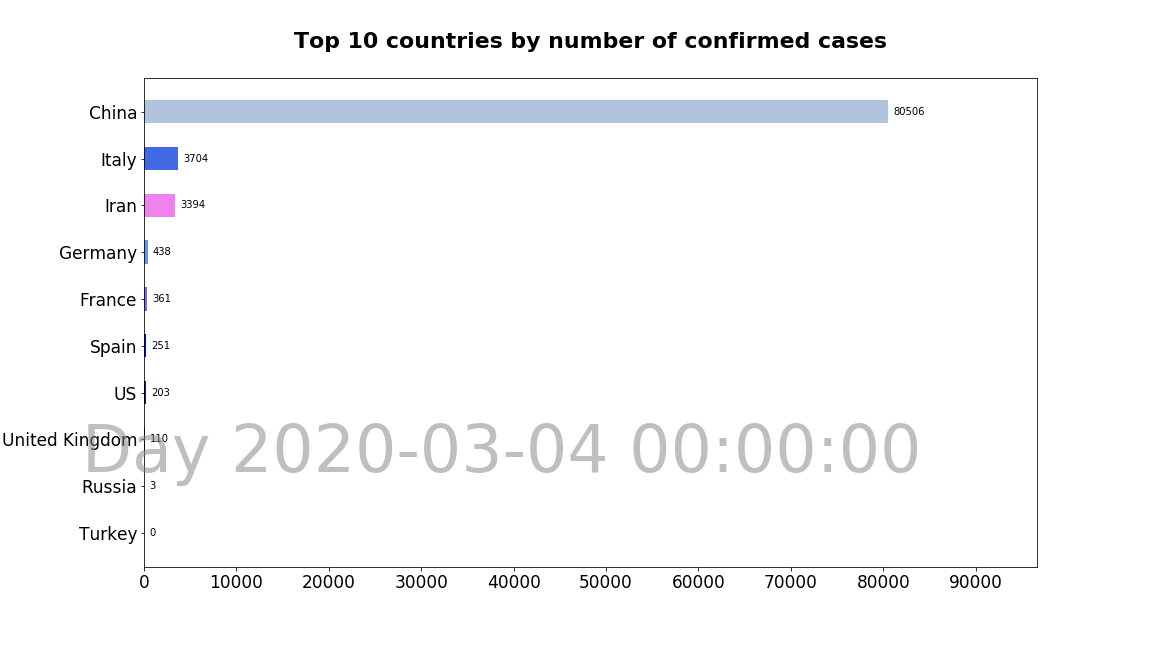 Top 10 countries by number of confirmed cases
China 80506
Italy 3704
Iran 3394
Germany 438
France 361
Spain 251
US 203
United Kingdom 110
Day 2020-03-04 00:00:00
Russia 3
Turkey 0
0 10000 20000 30000 40000 50000 60000 70000 80000 90000